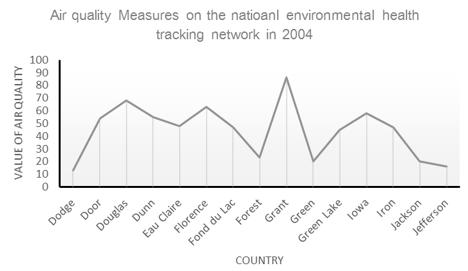 Air quality Measures on the natioanl environmental health
tracking network in 2004
VALUE OF AIR QUALITY
100
90
80
70
60
50
40
30
20
10
0
Dodge
Door
Douglas
Dunn
Eau Claire
Florence
Fond du Lac
Forest
Grant
Green
Green Lake
Iowa
Iron
Jackson
Jefferson
COUNTRY